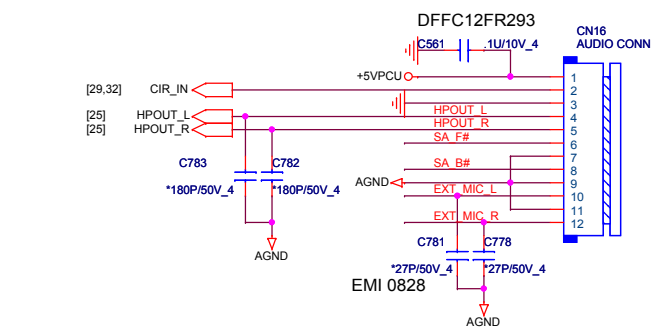 DFFC12FR293
CN16
AUDIO CONN
C561
.1U/10V_4
+5VPCU
1
[29,32]
CIR_IN
2
3
[25]
HPOUT_L
HPOUT_L
4
[25]
HPOUT_R
HPOUT_R
5
SA_F#
6
7
C783
C782
SA_B#
8
AGND
9
*180P/50V_4
*180P/50V_4
EXT_MIC_L
10
11
EXT_MIC_R
12
C781
C778
AGND
*27P/50V_4
*27P/50V_4
EMI 0828
AGND